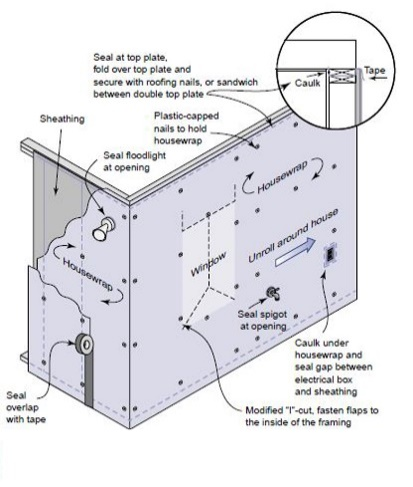 Seal at top plate,
fold over top plate and
secure with roofing nails, or sandwich
between double top plate
Caulk
Tape
Sheathing
Plastic-capped
nails to hold
housewrap
Seal floodlight
at opening
Housewrap
Housewrap
Window
Unroll around house
Seal spigot
at opening
Caulk under
housewrap and
seal gap between
electrical box
and sheathing
Seal
overlap
with tape
Modified "I"-cut, fasten flaps to
the inside of the framing